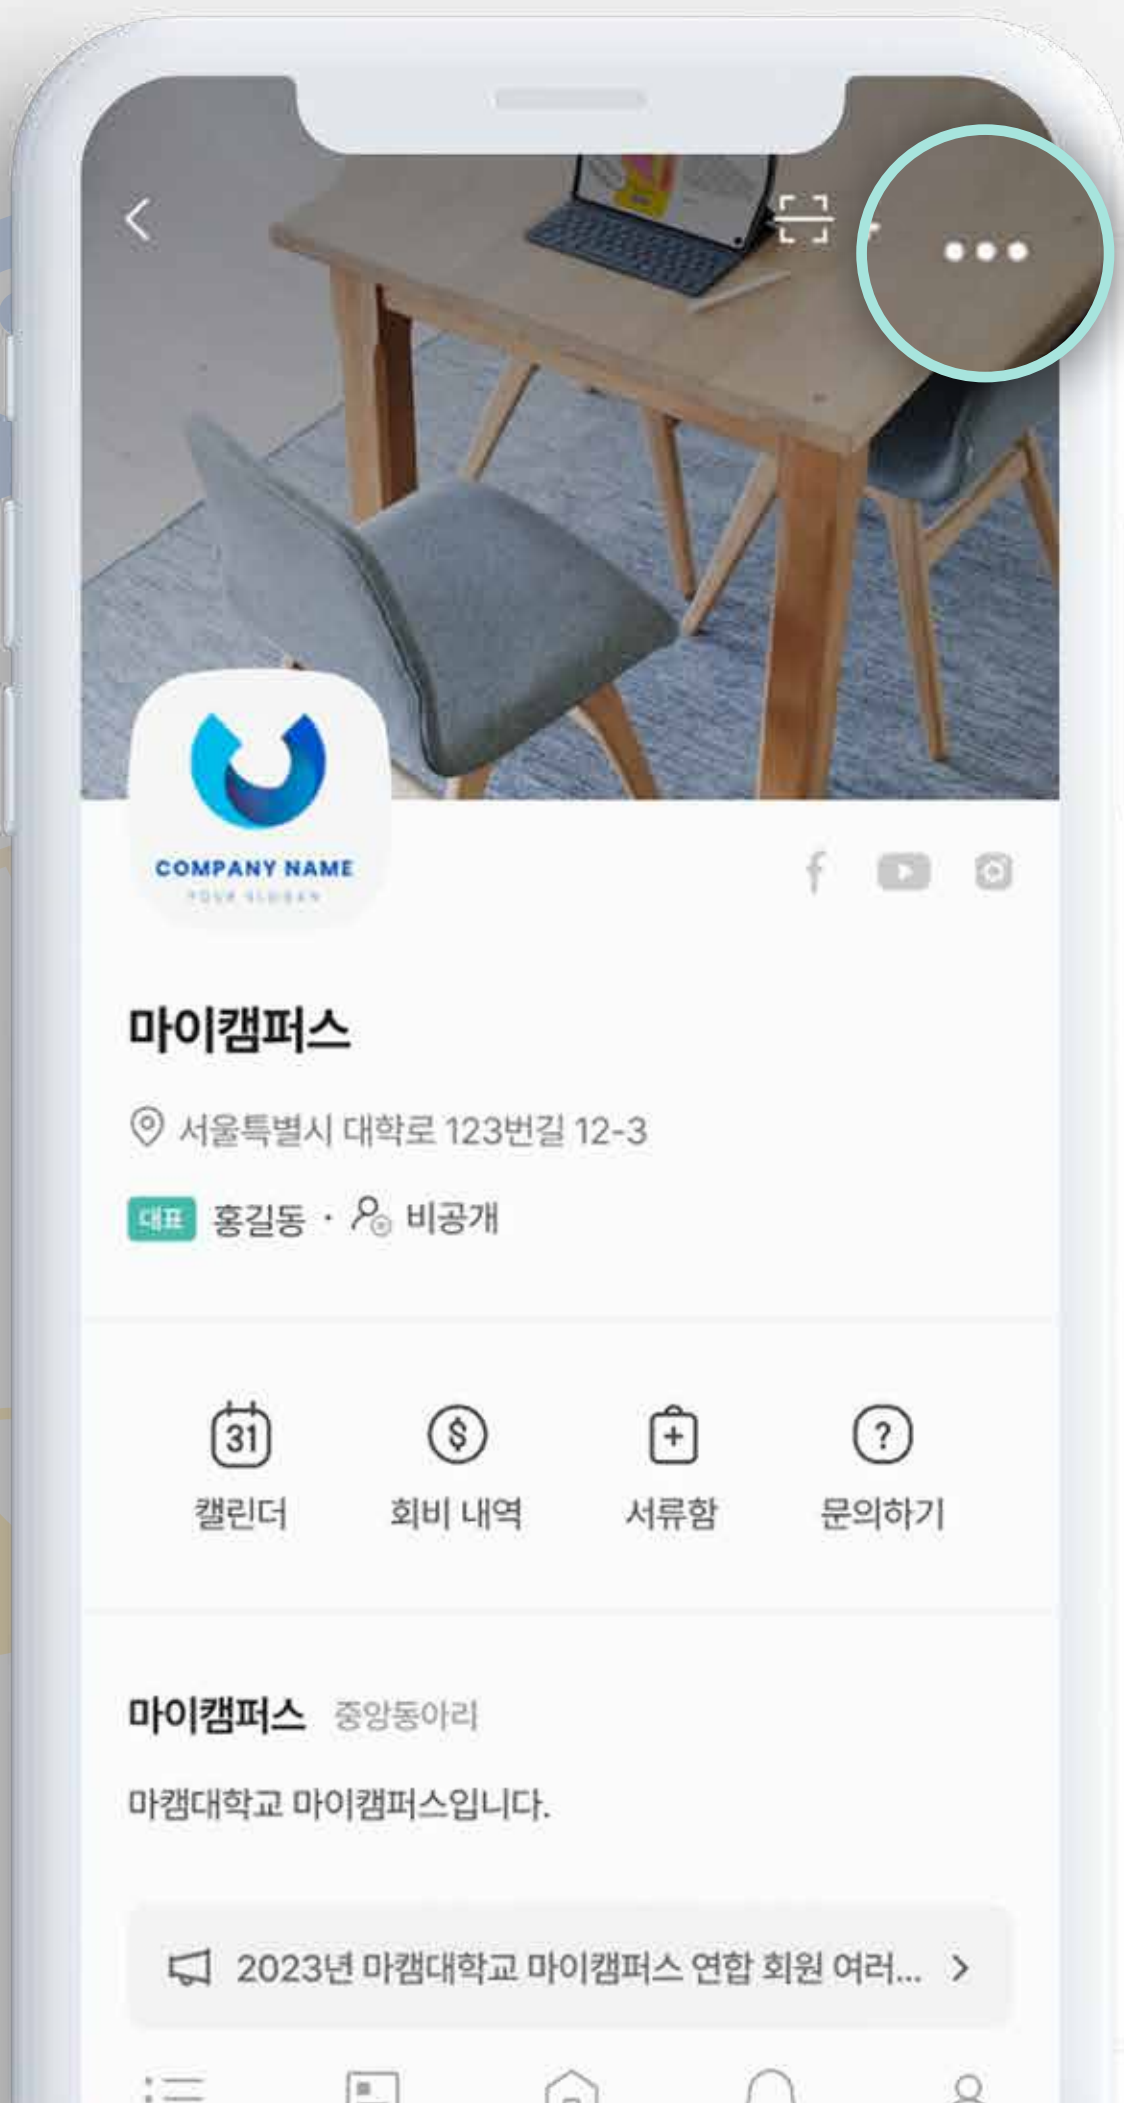 COMPANY NAME
YOUR SLOGAN
마이캠퍼스
서울특별시 대학로 123번길 12-3
대표 홍길동 · 비공개
31 $ + ?
캘린더 회비 내역 서류함 문의하기
마이캠퍼스 중앙동아리
마캠대학교 마이캠퍼스입니다.
2023년 마캠대학교 마이캠퍼스 연합 회원 여러... >